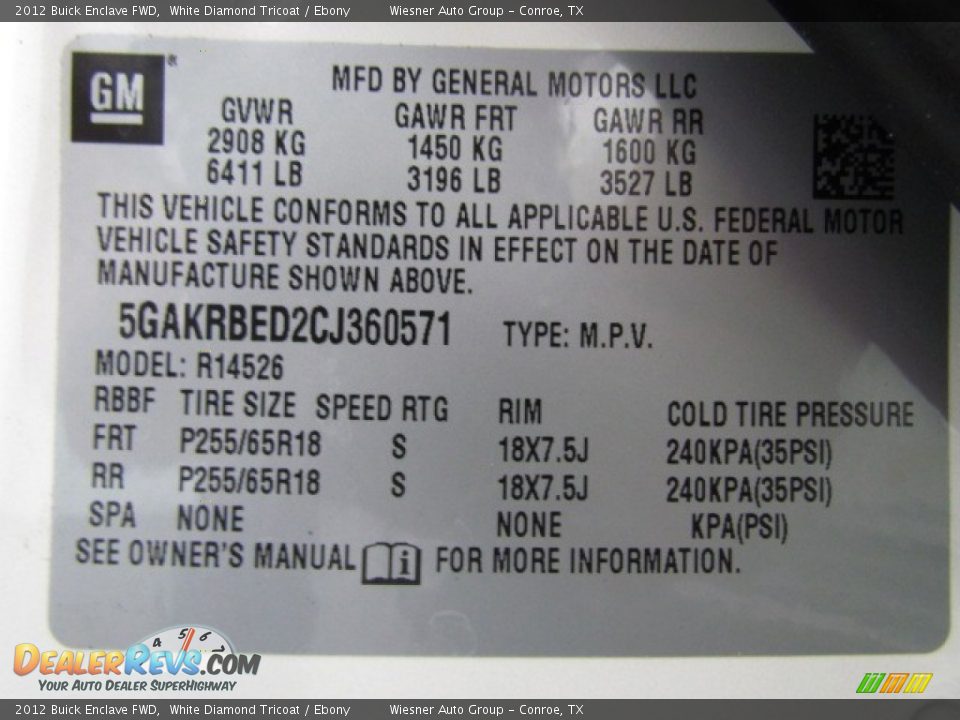 2012 Buick Enclave FWD,  White Diamond Tricoat / Ebony    Wiesner Auto Group - Conroe, TX
GM®
MFD BY GENERAL MOTORS LLC
GVWR GAWR FRT GAWR RR
2908 KG 1450 KG 1600 KG
6411 LB 3196 LB 3527 LB
THIS VEHICLE CONFORMS TO ALL APPLICABLE U.S. FEDERAL MOTOR
VEHICLE SAFETY STANDARDS IN EFFECT ON THE DATE OF
MANUFACTURE SHOWN ABOVE.
5GAKRBED2CJ360571 TYPE: M.P.V.
MODEL: R14526
RBBF TIRE SIZE SPEED RTG RIM COLD TIRE PRESSURE
FRT P255/65R18 S 18X7.5J 240KPA(35PSI)
RR P255/65R18 S 18X7.5J 240KPA(35PSI)
SPA NONE NONE KPA(PSI)
SEE OWNER'S MANUAL i FOR MORE INFORMATION.
4 5 6 7
DealerRevs.com
Your Auto Dealer SuperHighway
2012 Buick Enclave FWD,  White Diamond Tricoat / Ebony    Wiesner Auto Group - Conroe, TX